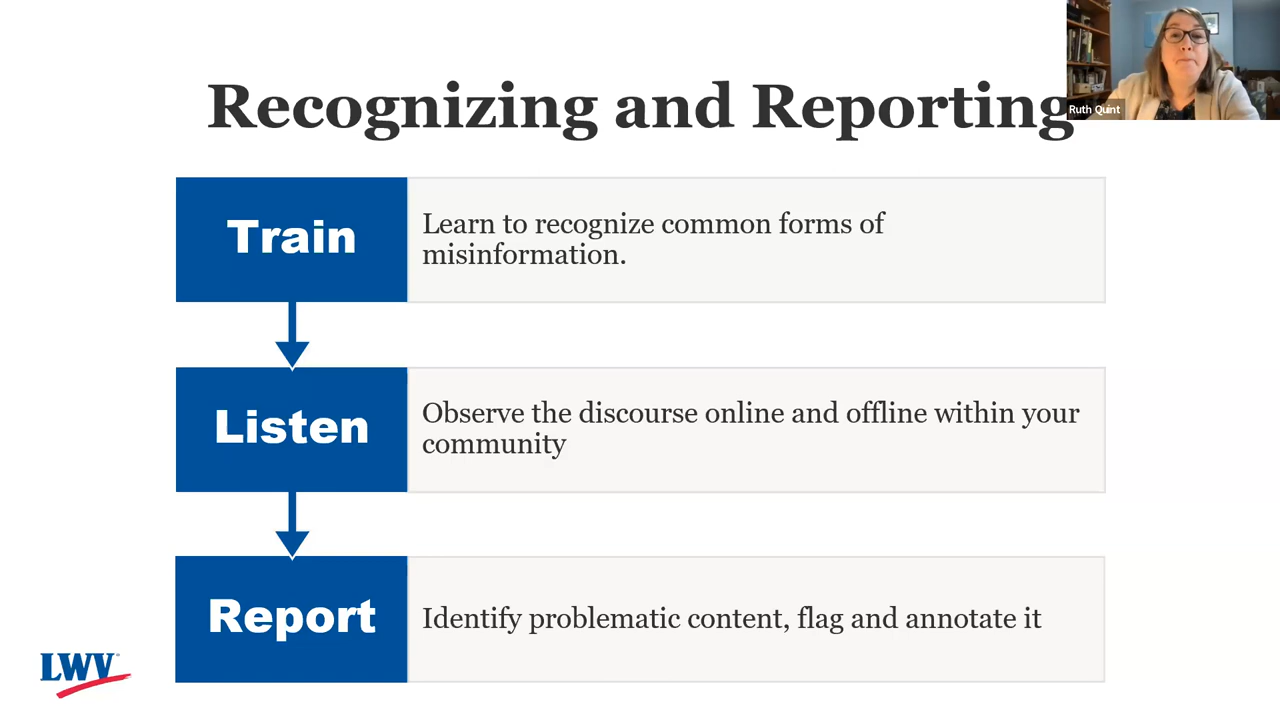 Recognizing and Reporting
Ruth Quint
Train
Learn to recognize common forms of
misinformation.
Listen
Observe the discourse online and offline within your
community
Report
Identify problematic content, flag and annotate it
LWV